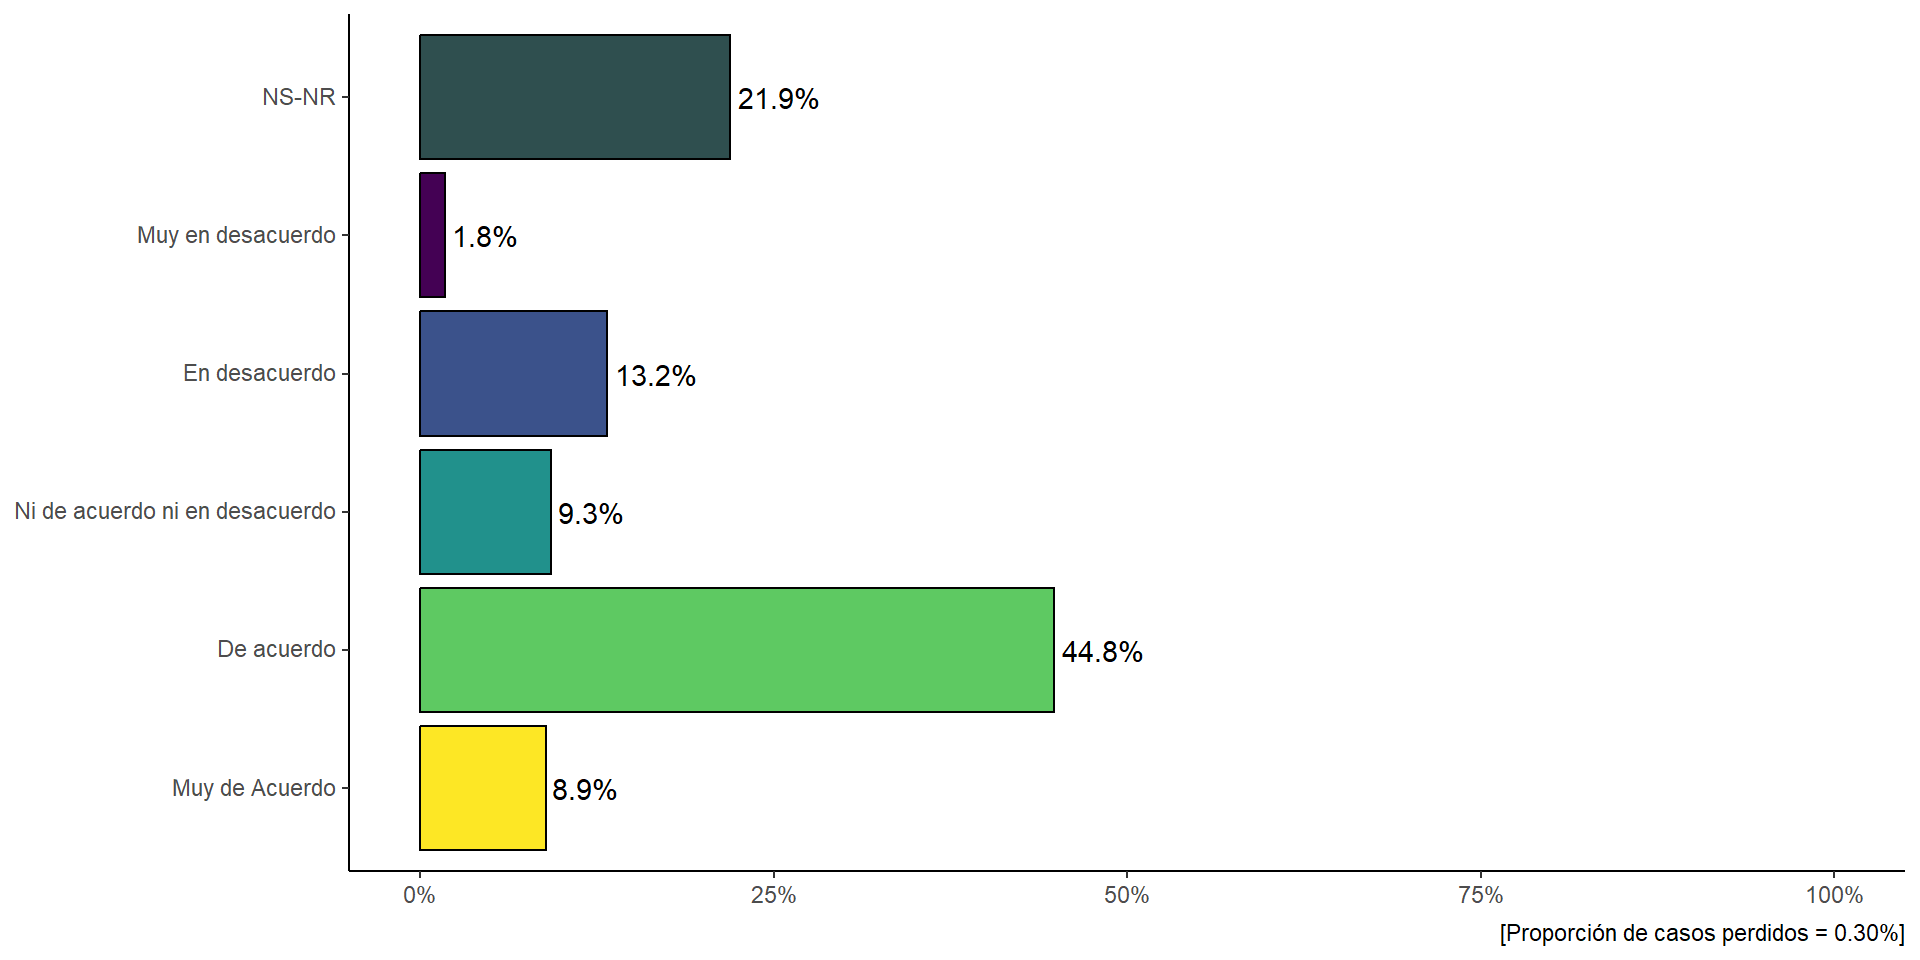 NS-NR
21.9%
Muy en desacuerdo
1.8%
En desacuerdo
13.2%
Ni de acuerdo ni en desacuerdo
9.3%
De acuerdo
44.8%
Muy de Acuerdo
8.9%
0% 25% 50% 75% 100%
[Proporción de casos perdidos = 0.30%]